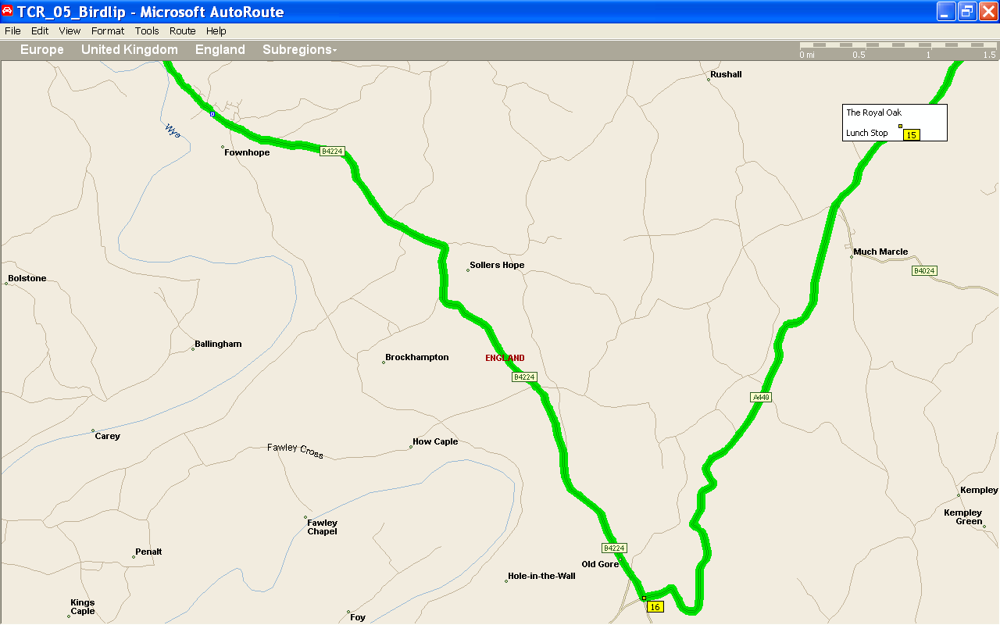 TCR_05_Birdlip - Microsoft AutoRoute
File Edit View Format Tools Route Help
Europe United Kingdom England Subregions
0 mi 0.5 1 1.5
Rushall
The Royal Oak
Lunch Stop 15
Wye
Fownhope
B4224
Much Marcle
B4024
Sollers Hope
Bolstone
Ballingham
Brockhampton
ENGLAND
B4224
A449
Carey
How Caple
Fawley Cross
Kempley
Kempley
Green
Fawley
Chapel
Penalt
B4224
Old Gore
Hole-in-the-Wall
16
Kings
Caple
Foy